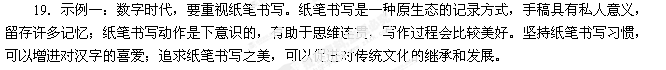 19. 示例一：数字时代，要重视纸笔书写。纸笔书写是一种原生态的记录方式，手稿具有私人意义，
留存许多记忆；纸笔书写动作是下意识的，有助于思维连贯，写作过程会比较美好。坚持纸笔书写习惯，
可以增进对汉字的喜爱；追求纸笔书写之美，可以促进对传统文化的继承和发展。